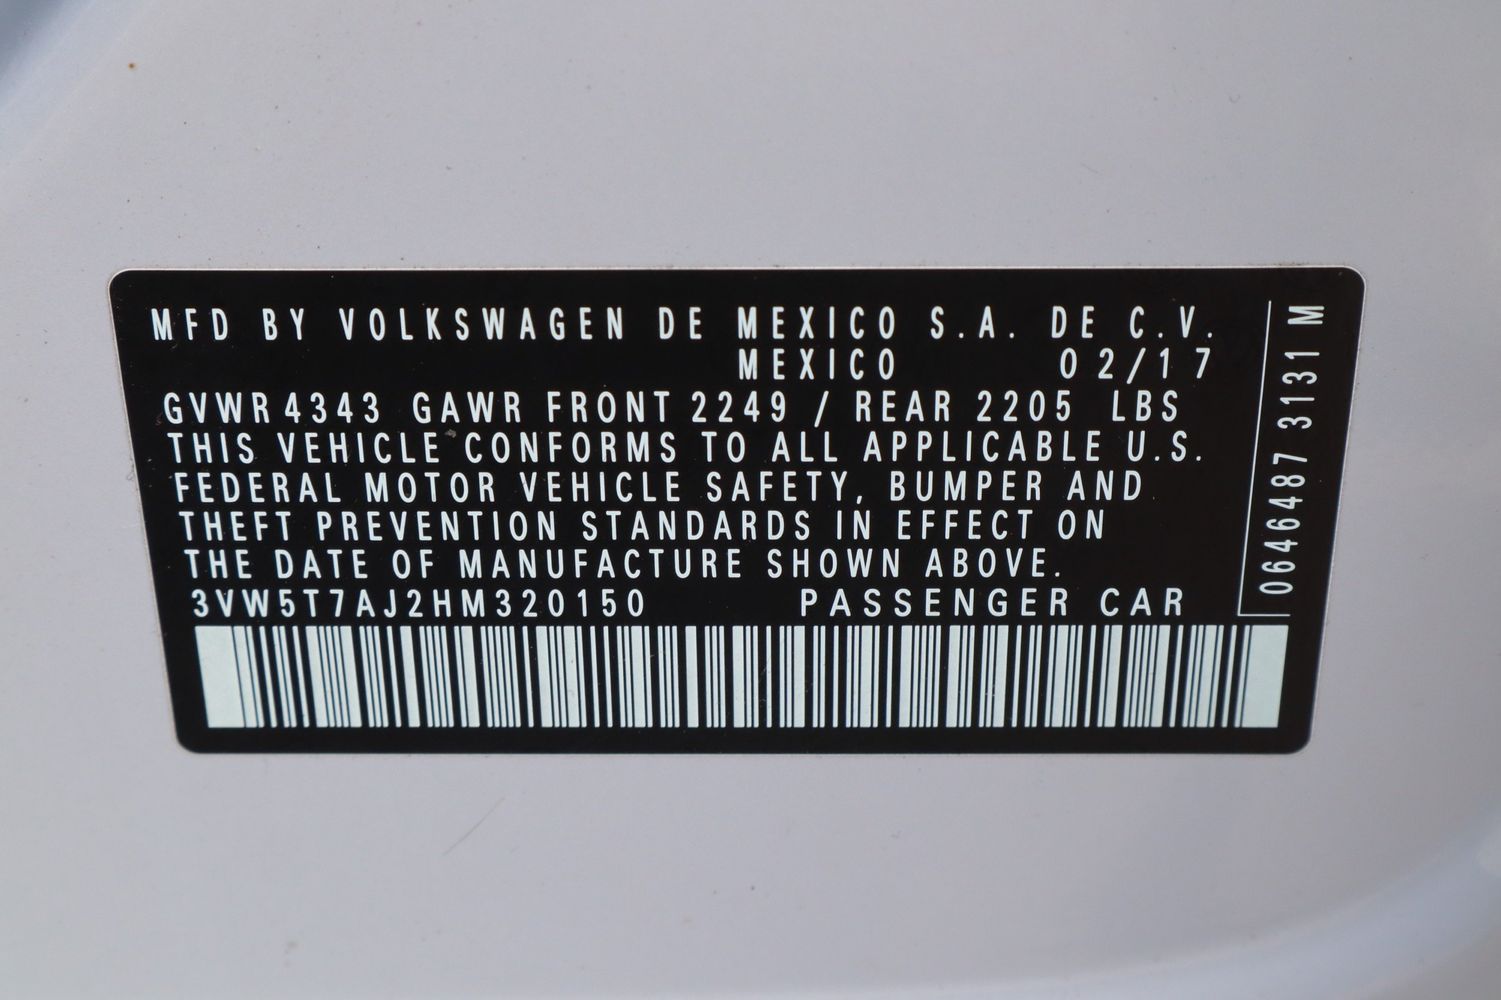 MFD BY VOLKSWAGEN DE MEXICO S.A. DE C.V.
MEXICO 02/17
GVWR 4343 GAWR FRONT 2249 / REAR 2205 LBS
THIS VEHICLE CONFORMS TO ALL APPLICABLE U.S.
FEDERAL MOTOR VEHICLE SAFETY, BUMPER AND
THEFT PREVENTION STANDARDS IN EFFECT ON
THE DATE OF MANUFACTURE SHOWN ABOVE.
3VW5T7AJ2HM320150 PASSENGER CAR
0646487 3131 M